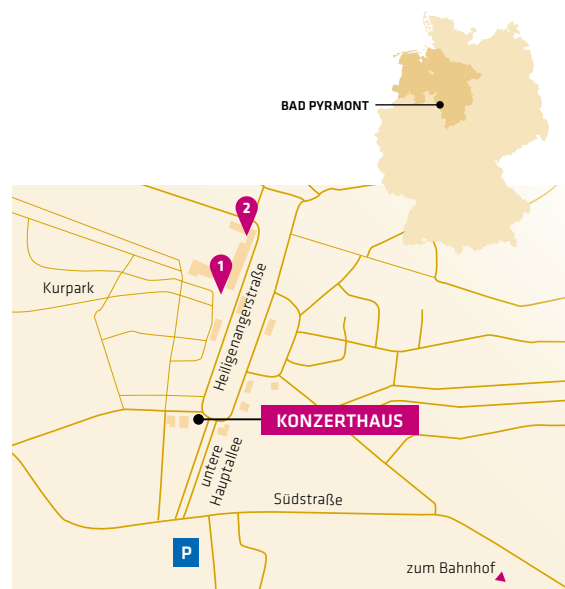 BAD PYRMONT
2
1
Kurpark
Heiligenangerstraße
KONZERTHAUS
untere
Hauptallee
Südstraße
P
zum Bahnhof